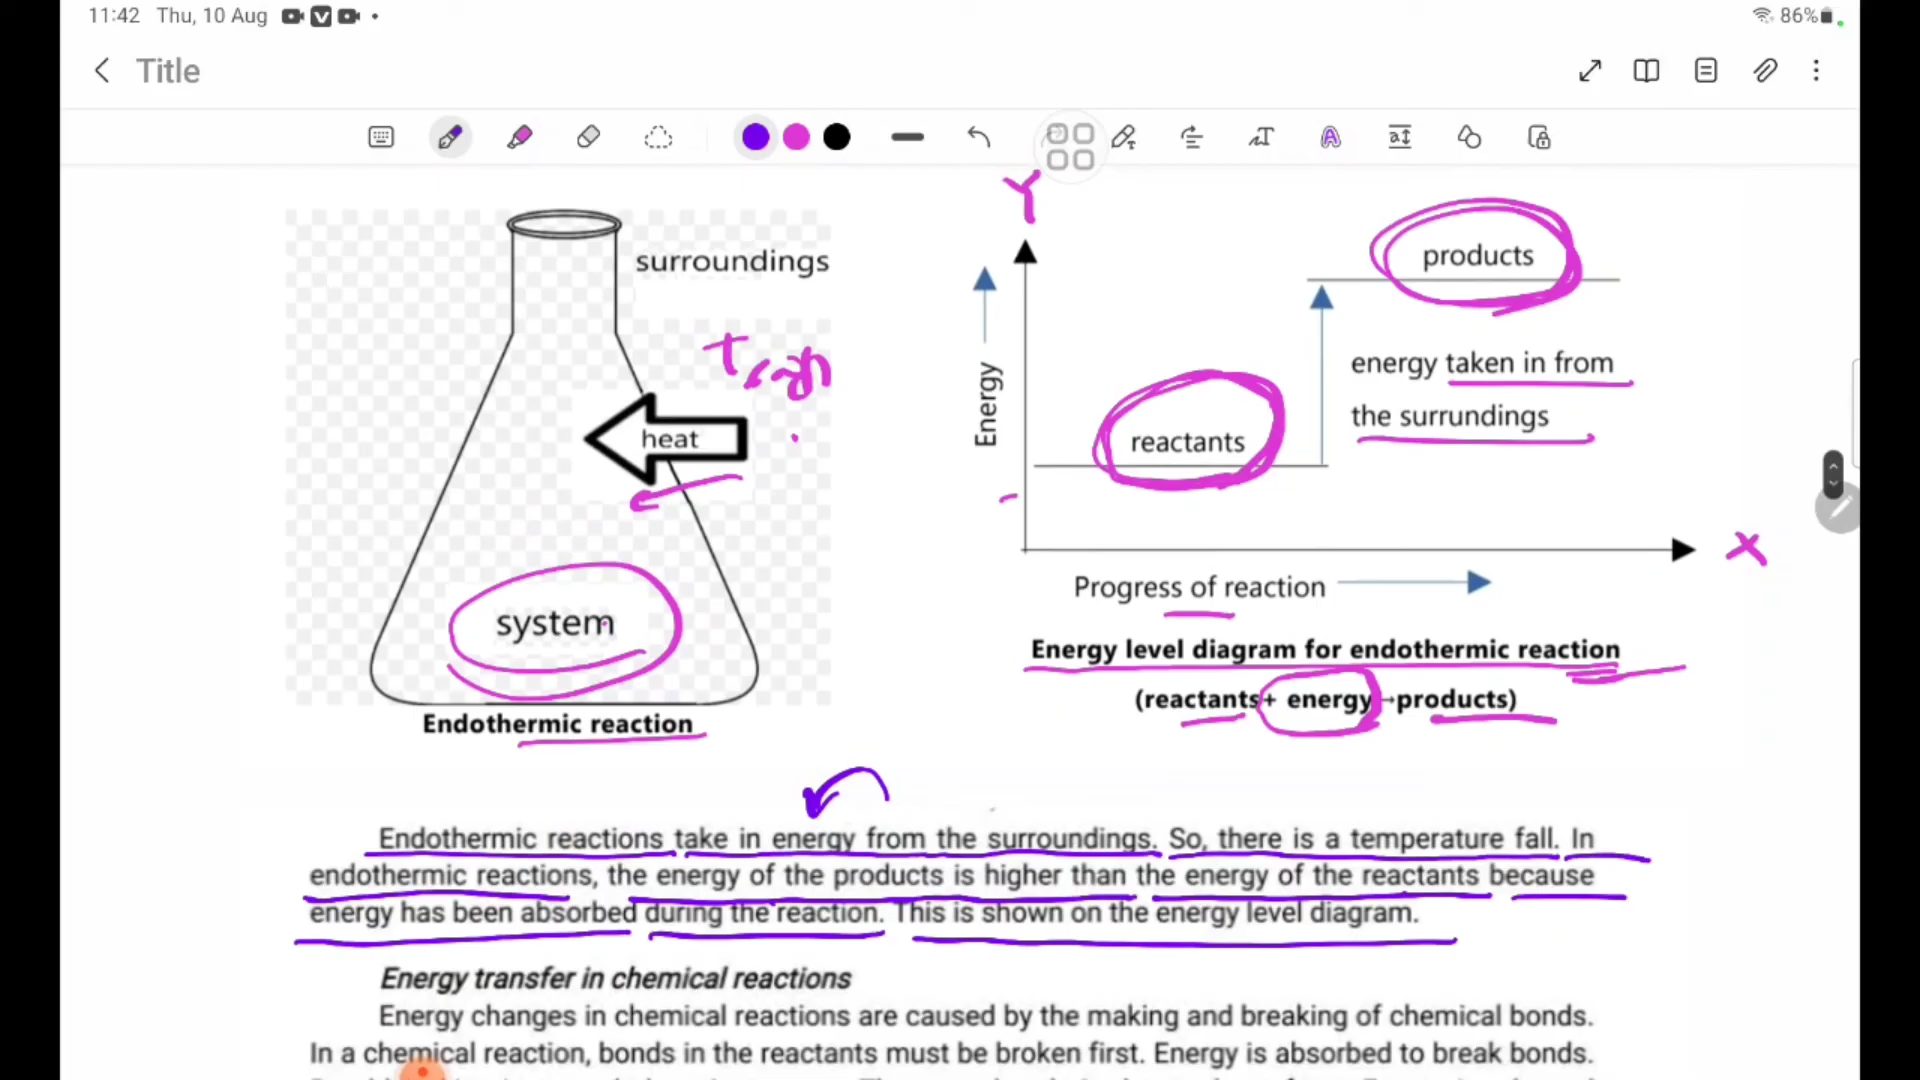 11:42 Thu, 10 Aug
86%
Title
surroundings
heat
system
Endothermic reaction
Y
products
Energy
energy taken in from
the surrundings
reactants
X
Progress of reaction
Energy level diagram for endothermic reaction
(reactants+ energy→products)
Endothermic reactions take in energy from the surroundings. So, there is a temperature fall. In
endothermic reactions, the energy of the products is higher than the energy of the reactants because
energy has been absorbed during the reaction. This is shown on the energy level diagram.
Energy transfer in chemical reactions
Energy changes in chemical reactions are caused by the making and breaking of chemical bonds.
In a chemical reaction, bonds in the reactants must be broken first. Energy is absorbed to break bonds.